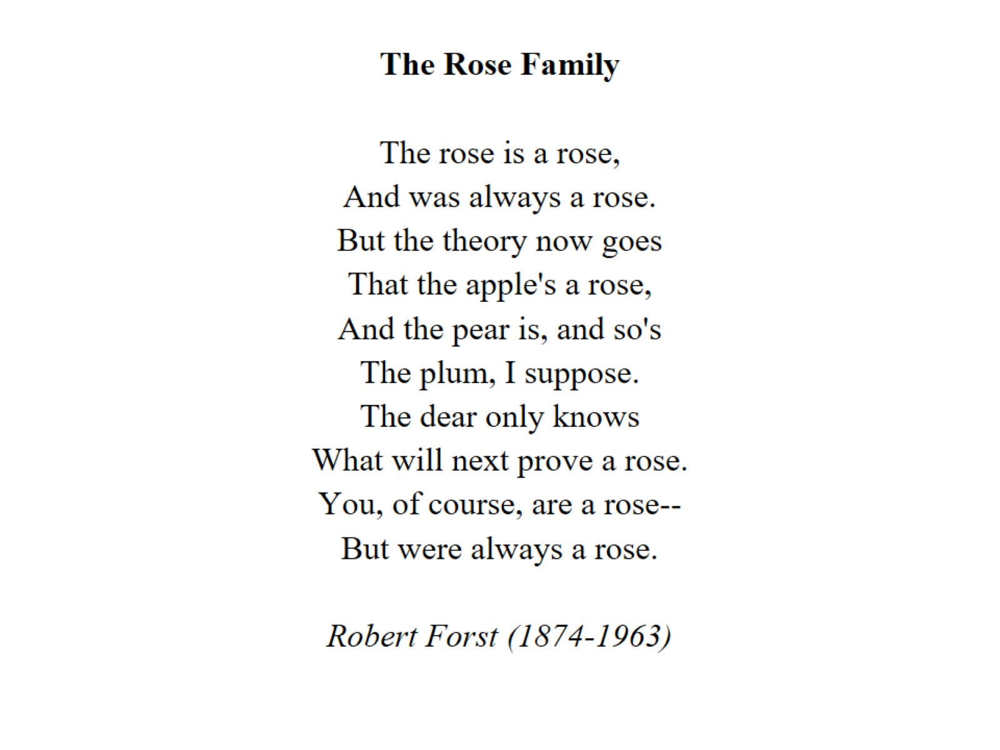 The Rose Family
The rose is a rose,
And was always a rose.
But the theory now goes
That the apple's a rose,
And the pear is, and so's
The plum, I suppose.
The dear only knows
What will next prove a rose.
You, of course, are a rose--
But were always a rose.
Robert Forst (1874-1963)